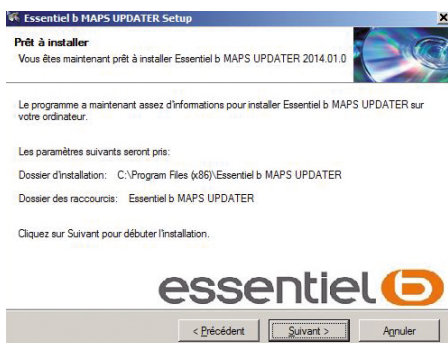 Essentiel b MAPS UPDATER Setup
Prêt à installer
Vous êtes maintenant prêt à installer Essentiel b MAPS UPDATER 2014.01.0
Le programme a maintenant assez d'informations pour installer Essentiel b MAPS UPDATER sur
votre ordinateur.
Les paramètres suivants seront pris:
Dossier d'installation: C:\Program Files (x86)\Essentiel b MAPS UPDATER
Dossier des raccourcis: Essentiel b MAPS UPDATER
Cliquez sur Suivant pour débuter l'installation.
essentiel b
< Précédent Suivant > Annuler